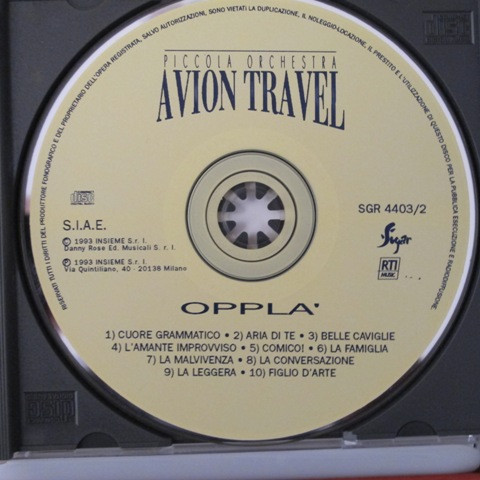 PICCOLA ORCHESTRA
AVION TRAVEL
RISERVATI TUTTI I DIRITTI DEL PRODUTTORE FONOGRAFICO E DEL PROPRIETARIO DELL'OPERA REGISTRATA, SALVO AUTORIZZAZIONI, SONO VIETATI LA DUPLICAZIONE, IL NOLEGGIO-LOCAZIONE, IL PRESTITO E L'UTILIZZAZIONE DI QUESTO DISCO PER LA PUBBLICA ESECUZIONE E RADIODIFFUSIONE.
disc
S.I.A.E.
℗ 1993 INSIEME S.r. l.
Danny Rose Ed. Musicali S. r. l.
© 1993 INSIEME S.r. l.
Via Quintiliano, 40 - 20138 Milano
SGR 4403/2
Sugar
RTI
MUSIC
OPPLA'
1) CUORE GRAMMATICO • 2) ARIA DI TE • 3) BELLE CAVIGLIE
4) L'AMANTE IMPROVVISO • 5) COMICO! • 6) LA FAMIGLIA
7) LA MALVIVENZA • 8) LA CONVERSAZIONE
9) LA LEGGERA • 10) FIGLIO D'ARTE
disc
disc